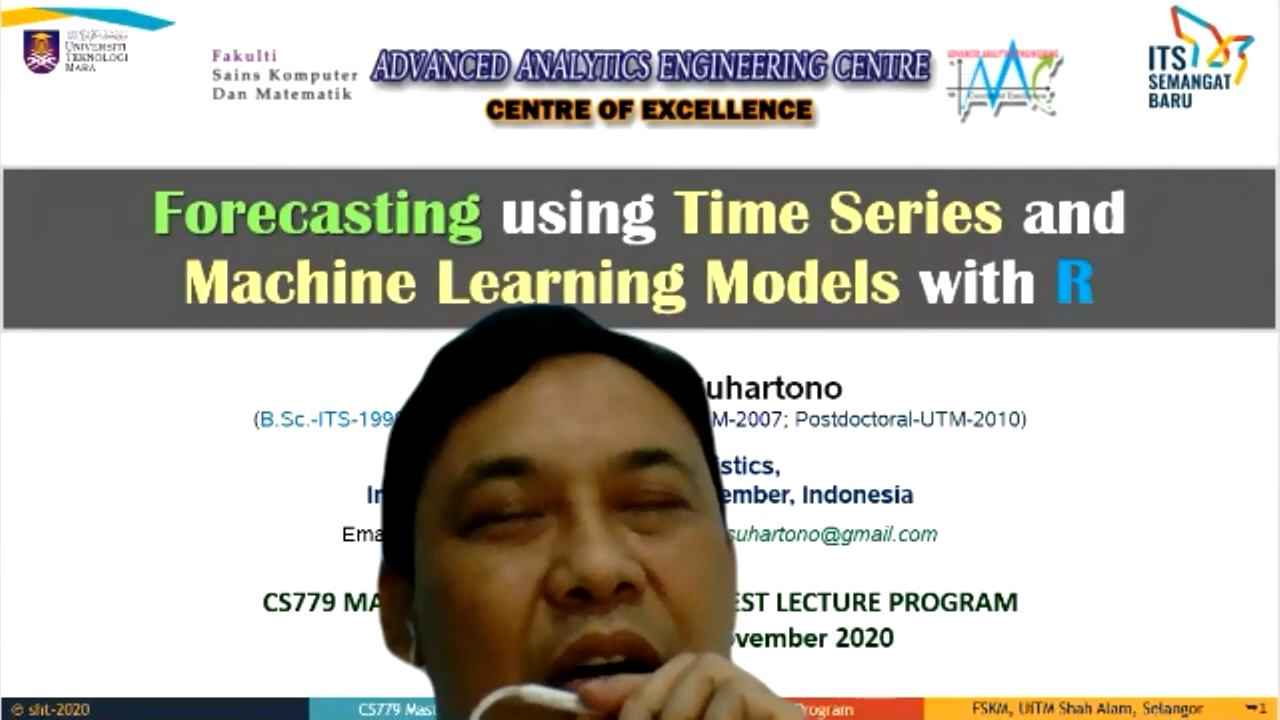 UNIVERSITI
TEKNOLOGI
MARA
Fakulti
Sains Komputer
Dan Matematik
ADVANCED ANALYTICS ENGINEERING CENTRE
CENTRE OF EXCELLENCE
ITS
SEMANGAT
BARU
Forecasting using Time Series and
Machine Learning Models with R
uhartono
(B.Sc.-ITS-199 M-2007; Postdoctoral-UTM-2010)
istics,
In ember, Indonesia
Ema suhartono@gmail.com
CS779 MA EST LECTURE PROGRAM
ovember 2020
© sht-2020 CS779 Mast Program FSKM, UiTM Shah Alam, Selangor 1